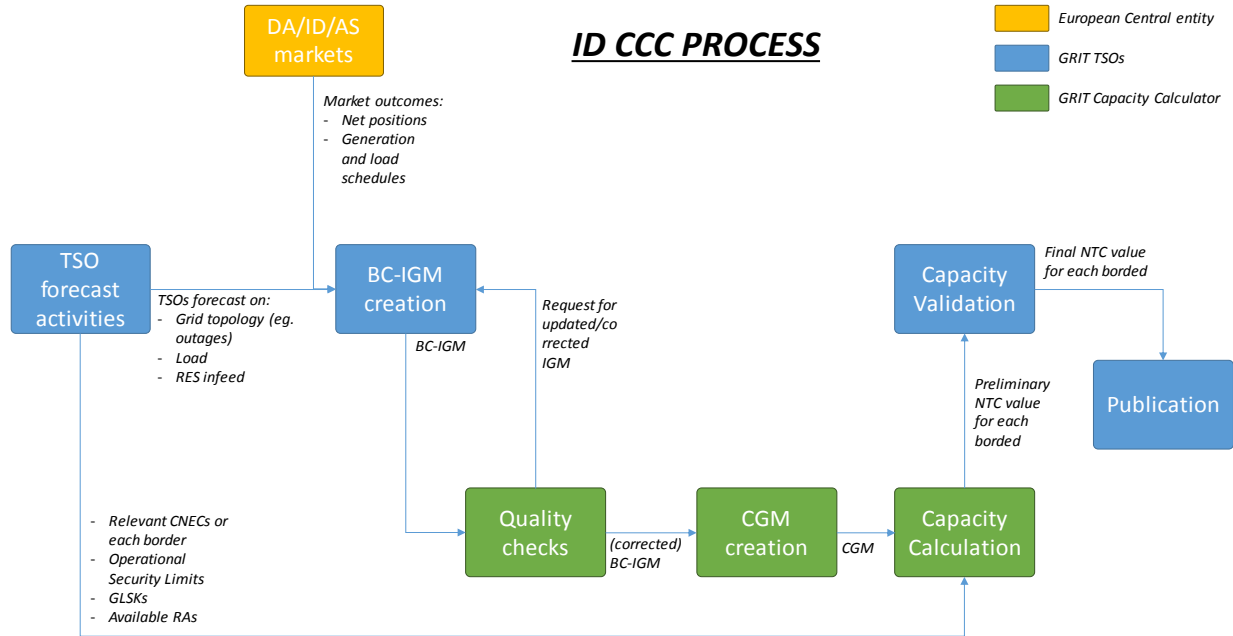 DA/ID/AS
markets
ID CCC PROCESS
European Central entity
GRIT TSOs
GRIT Capacity Calculator
Market outcomes:
- Net positions
- Generation
and load
schedules
TSO
forecast
activities
TSOs forecast on:
- Grid topology (eg.
outages)
- Load
- RES infeed
BC-IGM
creation
BC-IGM
Request for
updated/co
rrected
IGM
Capacity
Validation
Final NTC value
for each borded
Publication
Preliminary
NTC value
for each
borded
- Relevant CNECs or
each border
- Operational
Security Limits
- GLSKs
- Available RAs
Quality
checks
(corrected)
BC-IGM
CGM
creation
CGM
Capacity
Calculation